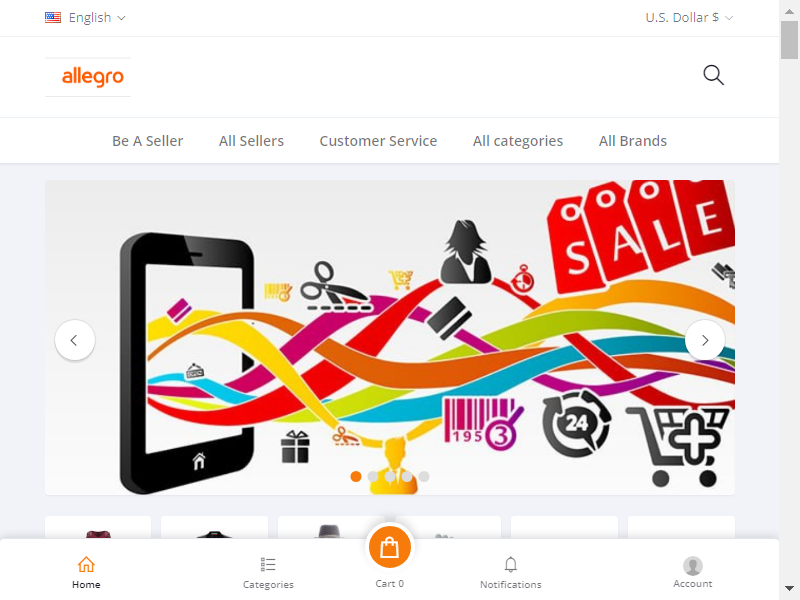 English
U.S. Dollar $
allegro
Be A Seller
All Sellers
Customer Service
All categories
All Brands
SALE
24
195 3
Home
Categories
Cart 0
Notifications
Account